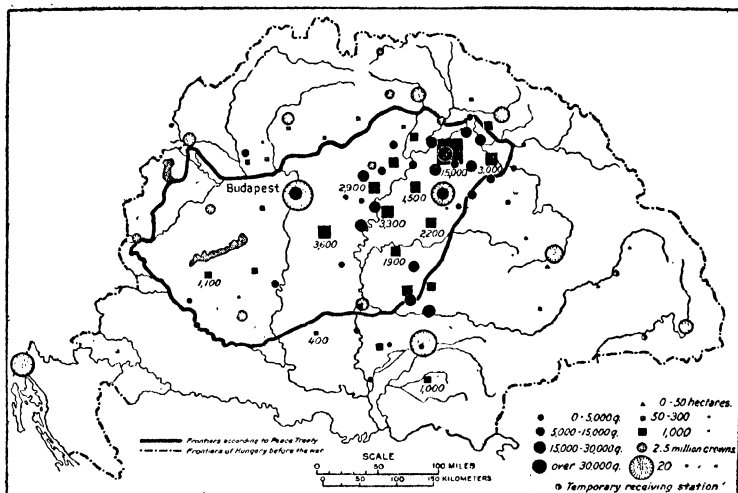 Budapest
2,900
15,000
3,000
1,500
3,300
3,600
2200
1900
1,100
400
1,000
Frontiers according to Peace Treaty
Frontiers of Hungary before the war
SCALE
100 MILES
50 100 150 KILOMETERS
0 - 5,000 q.
5,000 - 15,000 q.
15,000 - 30,000 q.
over 30,000 q.
0 - 50 hectares.
50 - 300 "
1,000 "
2.5 million crowns
20 " "
Temporary receiving station